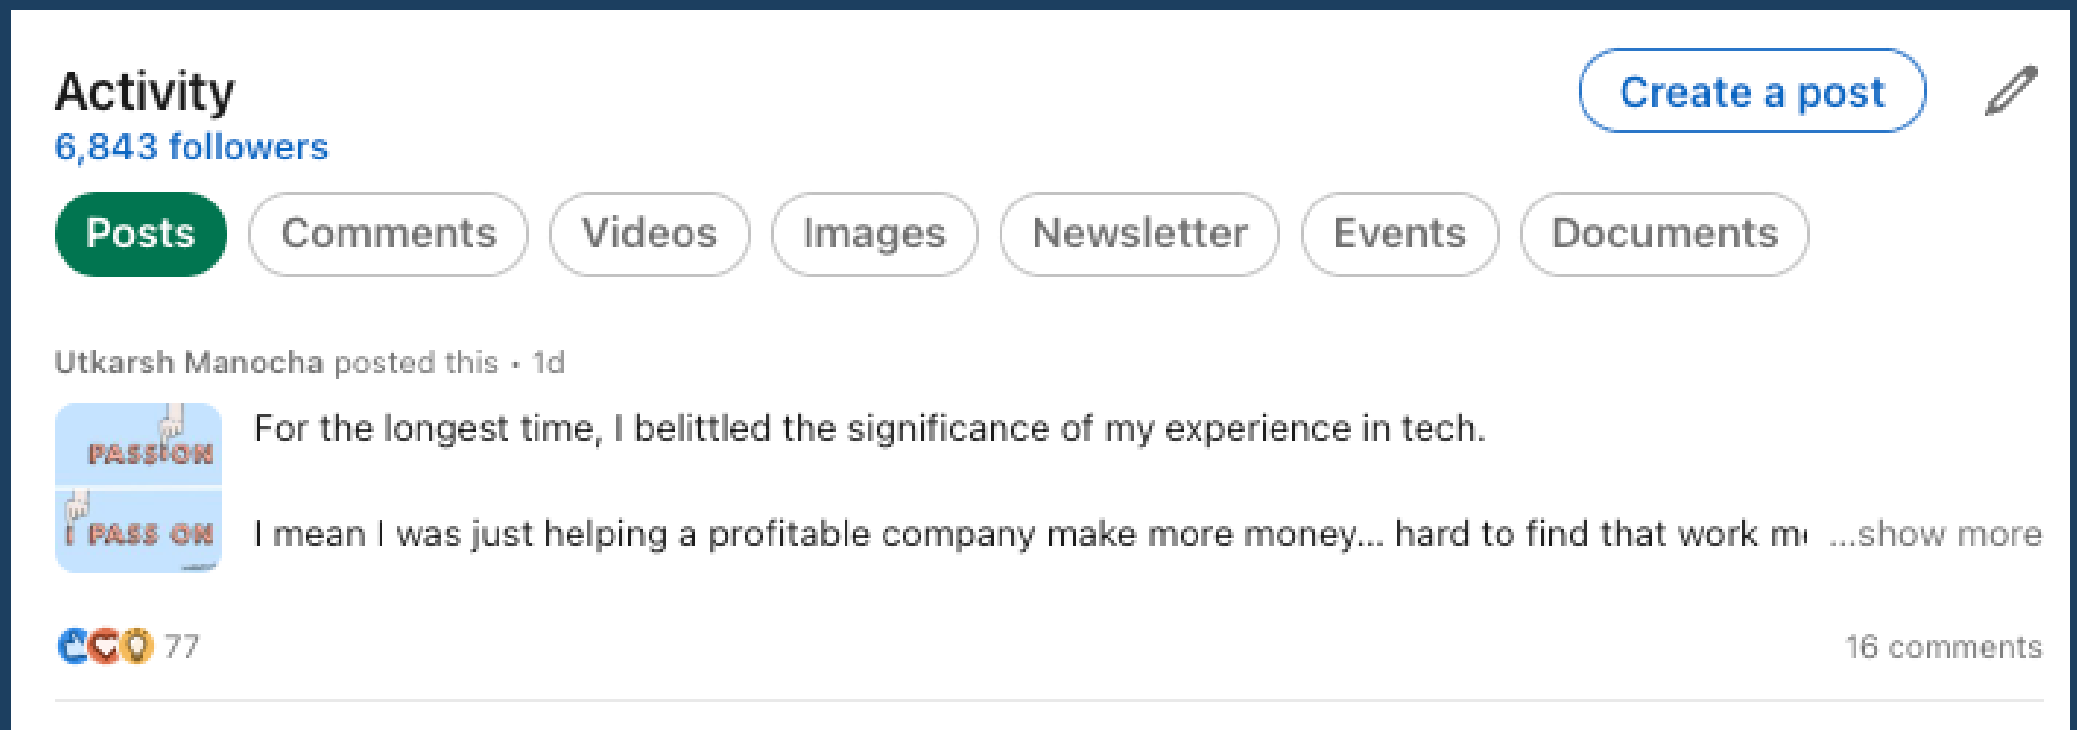 Activity
Create a post
6,843 followers
Posts
Comments
Videos
Images
Newsletter
Events
Documents
Utkarsh Manocha posted this • 1d
PASSION
I PASS ON
For the longest time, I belittled the significance of my experience in tech.
I mean I was just helping a profitable company make more money... hard to find that work
...show more
77
16 comments